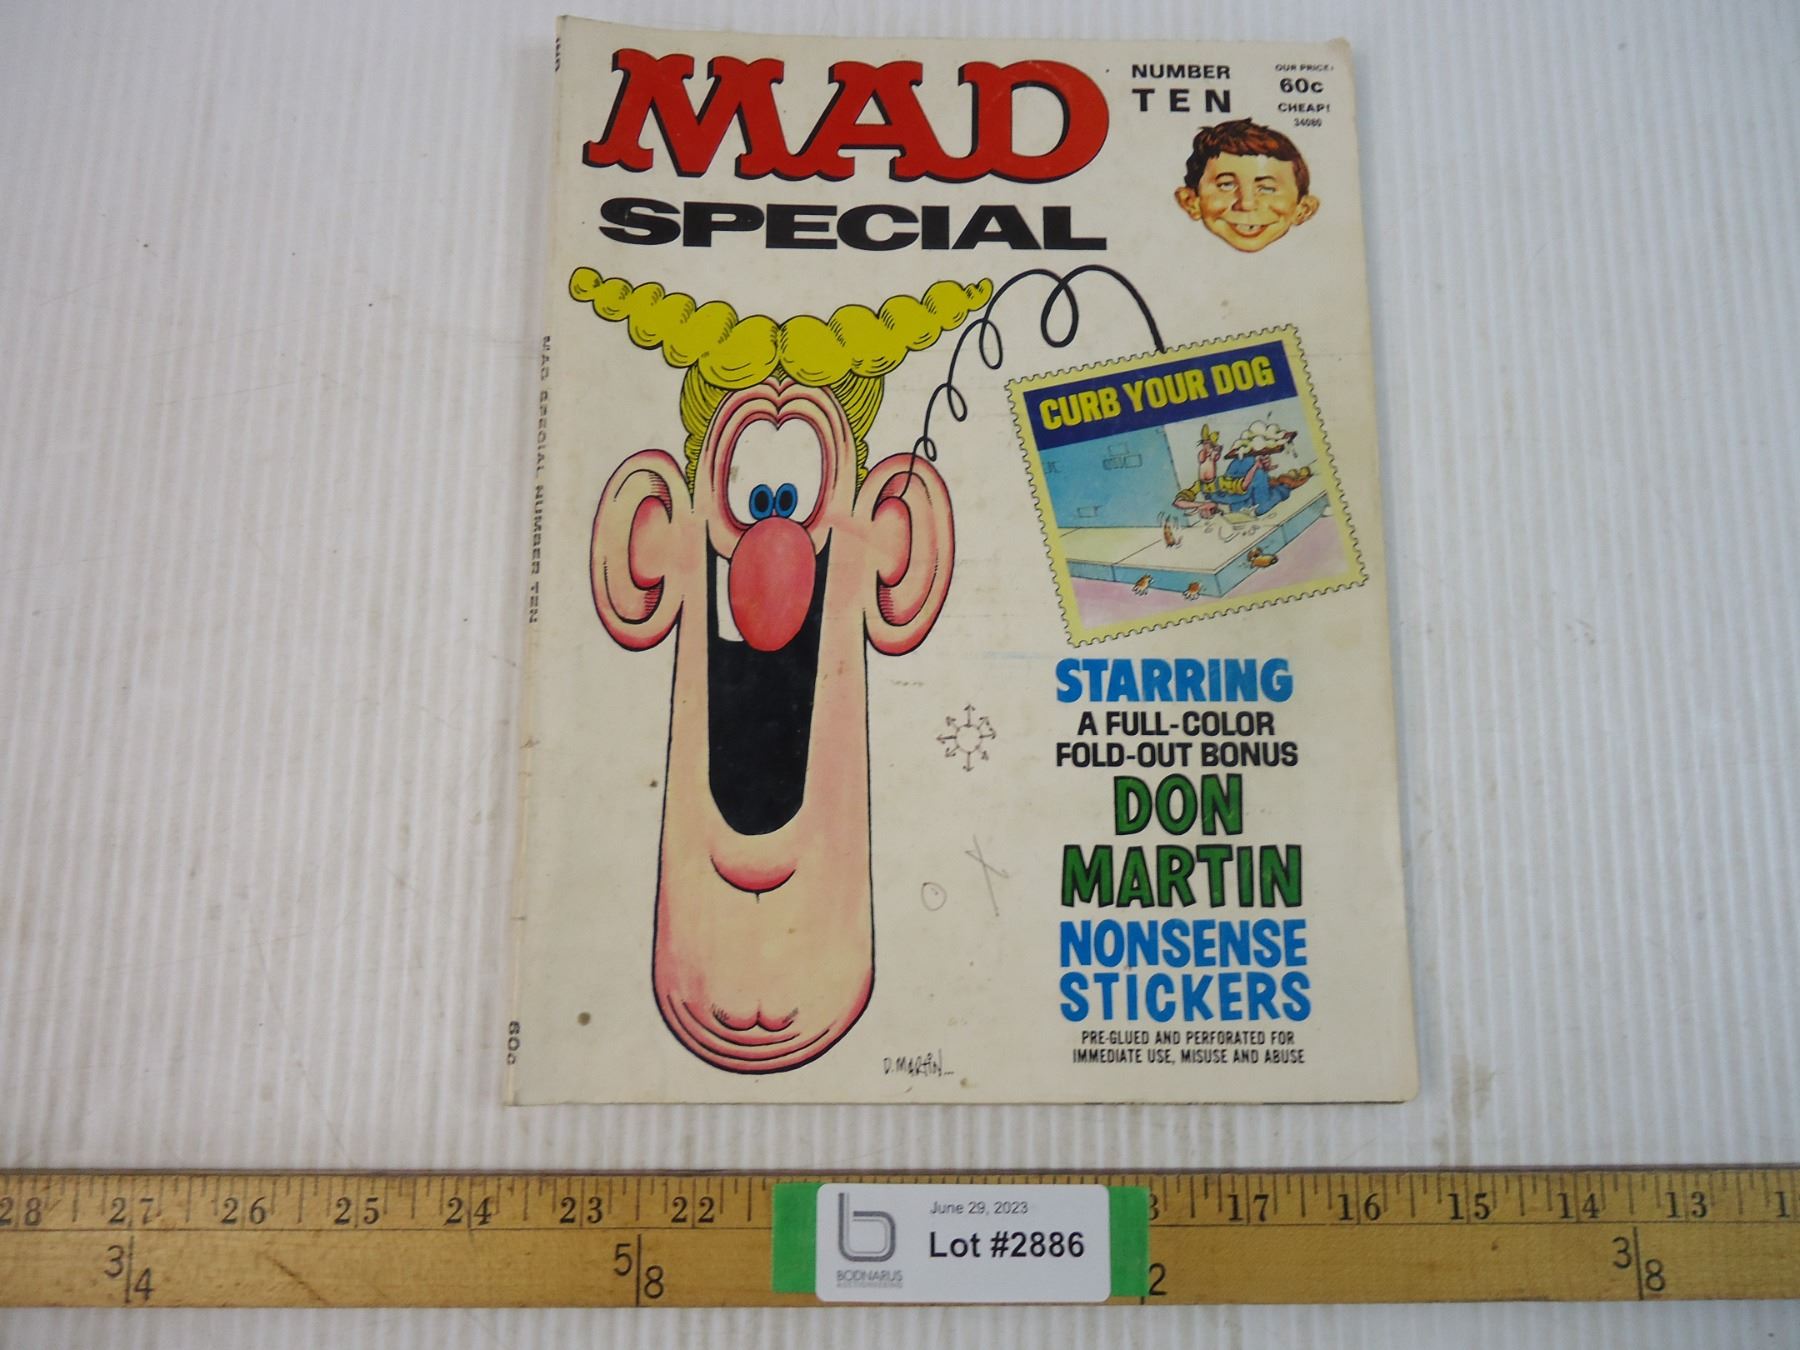 MAD
SPECIAL
NUMBER
TEN
OUR PRICE:
60c
CHEAP!
34080
CURB YOUR DOG
STARRING
A FULL-COLOR
FOLD-OUT BONUS
DON
MARTIN
NONSENSE
STICKERS
PRE-GLUED AND PERFORATED FOR
IMMEDIATE USE, MISUSE AND ABUSE
D. MARTIN...
IND
MAD SPECIAL NUMBER TEN
60c
28 27 26 25 24 23 22 17 16 15 14 13
3/4 5/8 2 3/8
June 29, 2023
Lot #2886
BODNARUS
AUCTIONEERING